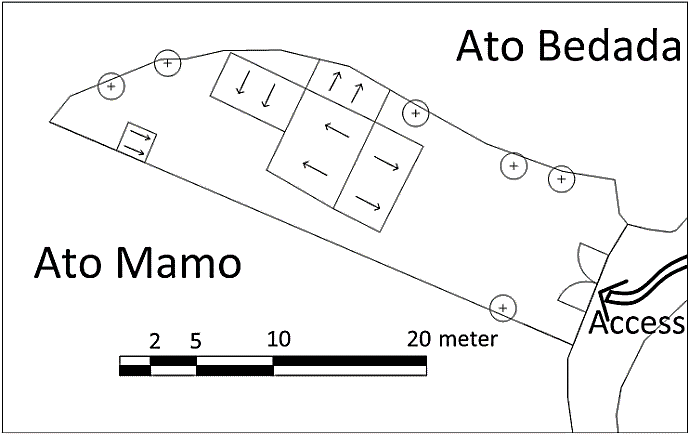 Ato Bedada
Ato Mamo
Access
2 5 10 20 meter